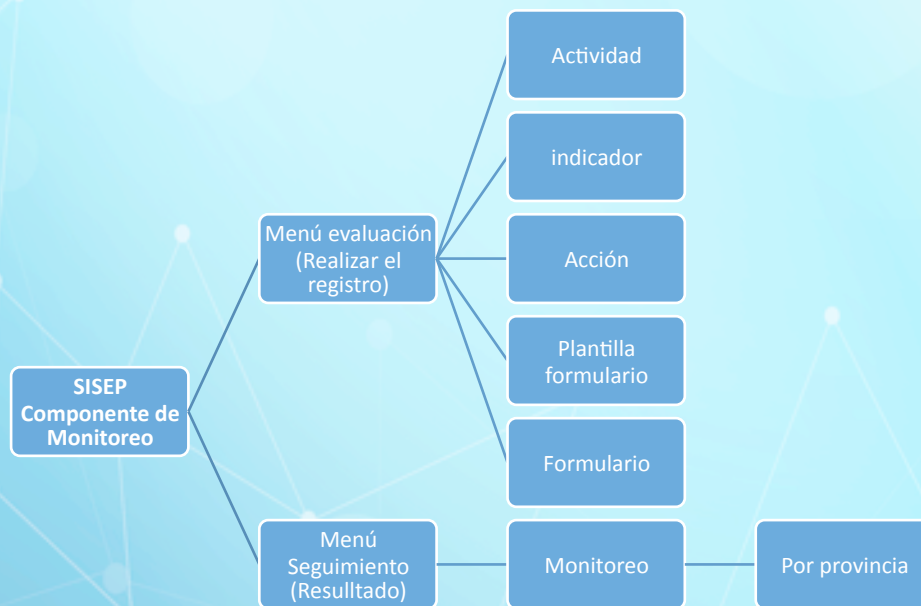 Actividad
indicador
Menú evaluación
(Realizar el
registro)
Acción
Plantilla
formulario
SISEP
Componente de
Monitoreo
Formulario
Menú
Seguimiento
(Resulltado)
Monitoreo
Por provincia